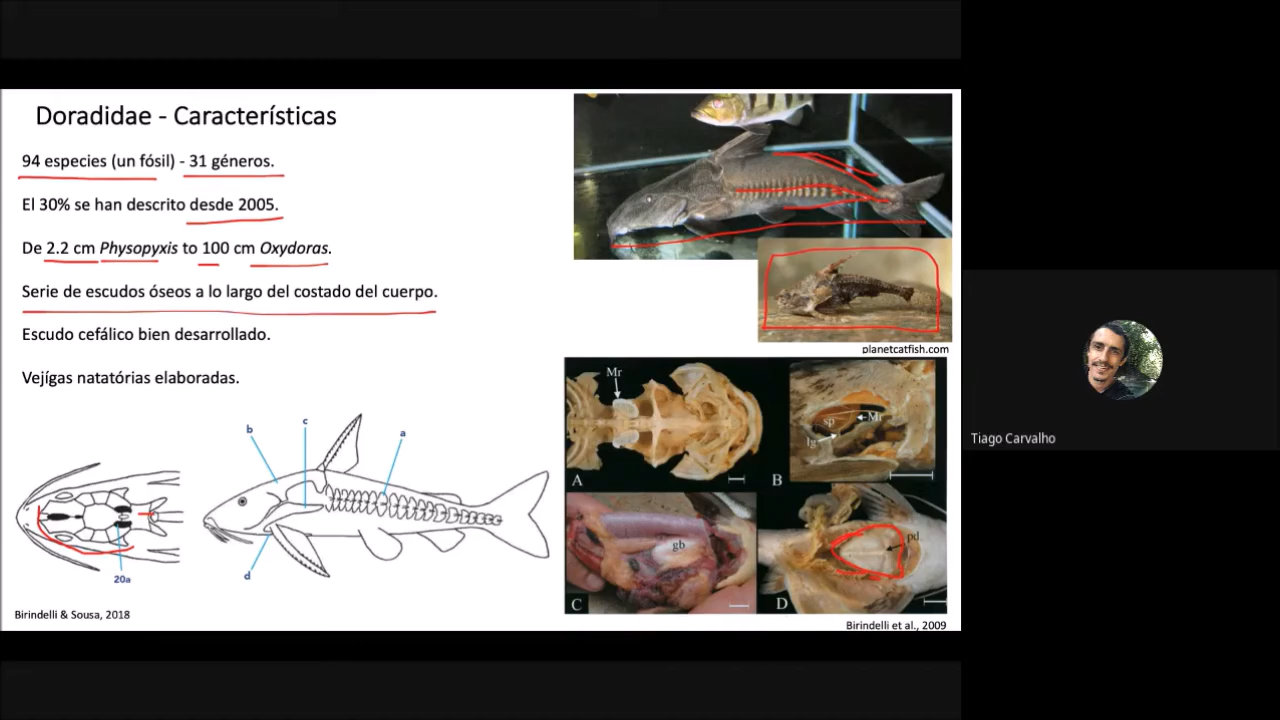 Doradidae - Características
94 especies (un fósil) - 31 géneros.
El 30% se han descrito desde 2005.
De 2.2 cm Physopyxis to 100 cm Oxydoras.
Serie de escudos óseos a lo largo del costado del cuerpo.
Escudo cefálico bien desarrollado.
Vejígas natatórias elaboradas.
planetcatfish.com
b
c
a
d
20a
Birindelli & Sousa, 2018
Mr
A
sp
Mr
lg
B
gb
C
pd
D
Birindelli et al., 2009
Tiago Carvalho